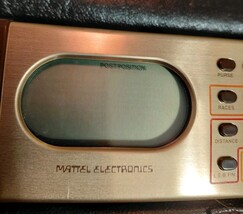 POST POSITION
PURSE
RACES
DISTANCE
MATTEL ELECTRONICS